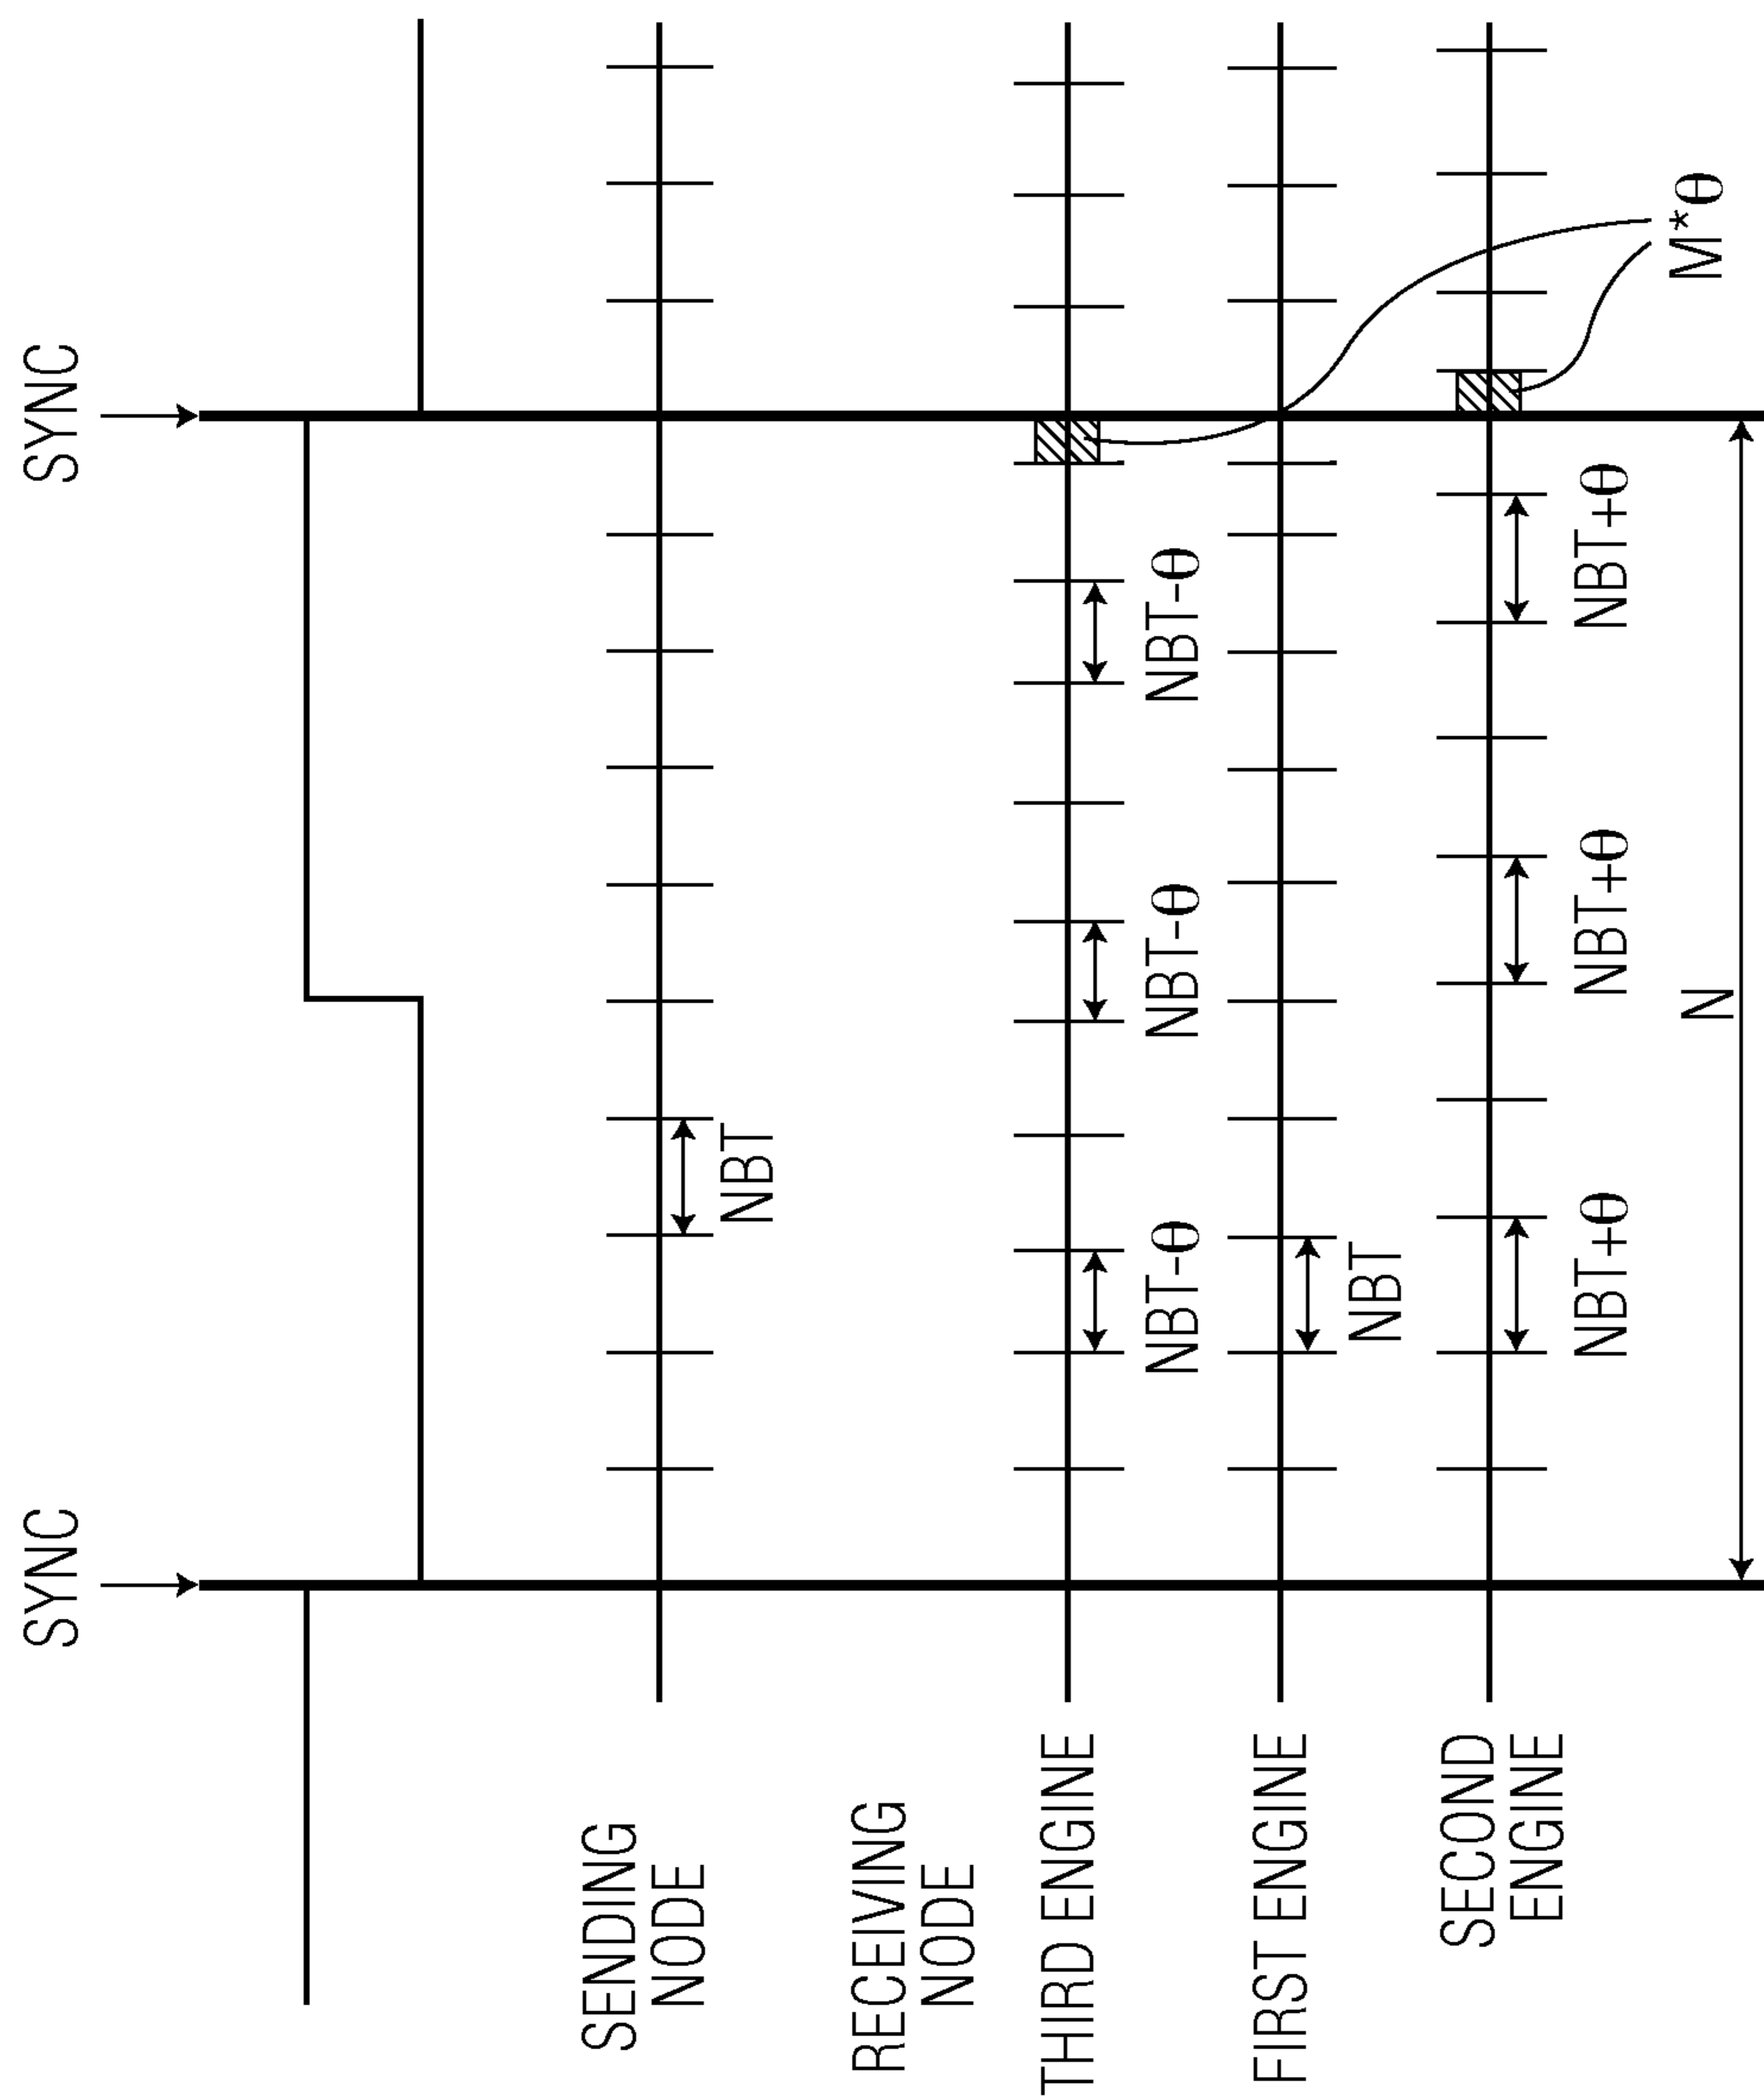 SYNC
SYNC
SENDING
NODE
NBT
RECEIVING
NODE
THIRD ENGINE
NBT-θ
NBT-θ
NBT-θ
FIRST ENGINE
NBT
SECOND
ENGINE
NBT+θ
NBT+θ
NBT+θ
M*θ
N